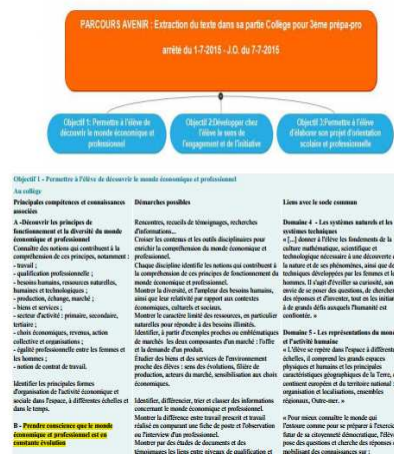 PARCOURS AVENIR : Extraction du texte dans sa partie Collège pour 3ème prépa-pro
arrêté du 1-7-2015 - J.O. du 7-7-2015
Objectif 1: Permettre à l'élève de
découvrir le monde économique et
professionnel
Objectif 2:Développer chez
l'élève le sens de
l'engagement et de l'initiative
Objectif 3:Permettre à l'élève
d'élaborer son projet d'orientation
scolaire et professionnelle
Objectif 1 - Permettre à l'élève de découvrir le monde économique et professionnel
Au collège
Principales compétences et connaissances
associées
A -Découvrir les principes de
fonctionnement et la diversité du monde
économique et professionnel
Connaître des notions qui contribuent à la
compréhension de ces principes, notamment :
- travail ;
- qualification professionnelle ;
- besoins humains, ressources naturelles,
humaines et technologiques ;
- production, échange, marché ;
- bien et services ;
- secteur d'activité : primaire, secondaire,
tertiaire ;
- choix économiques, revenus, action
collective et organisations ;
- égalité professionnelle entre les femmes et
les hommes ;
- notion de contrat de travail.
Identifier les principales formes
d'organisation de l'activité économique et
sociale dans l'espace, à différentes échelles et
dans le temps.
B - Prendre conscience que le monde
économique et professionnel est en
constante évolution
Démarches possibles
Rencontres, recueils de témoignages, recherches
d'informations...
Croiser les contenus et les outils disciplinaires pour
enrichir la compréhension du monde économique et
professionnel.
Chaque discipline identifie les notions qui contribuent à
la compréhension de ces principes de fonctionnement du
monde économique et professionnel.
Montrer la diversité, et l'ampleur des besoins humains,
ainsi que leur relativité par rapport aux contextes
économiques, culturels et sociaux.
Montrer le caractère limité des ressources, en particulier
naturelles pour répondre à des besoins illimités.
Identifier, à partir d'exemples proches ou emblématiques
de marchés les deux composantes d'un marché : l'offre
et la demande d'un produit.
Etudier des biens et des services de l'environnement
proche des élèves : sens des évolutions, filière de
production, acteurs du marché, sensibilisation aux choix
économiques.
Identifier, différencier, trier et classer des informations
concernant le monde économique et professionnel.
Montrer la différence entre travail prescrit et travail
réalisé en comparant une fiche de poste et l'observation
ou l'interview d'un professionnel.
Montrer par des études de documents et des
témoignages les liens entre niveaux de qualification et
Liens avec le socle commun
Domaine 4 - Les systèmes naturels et les
systèmes techniques
« [...] donner à l'élève les fondements de la
culture mathématique, scientifique et
technologique nécessaire à une découverte de
la nature et de ses phénomènes, ainsi que des
techniques développées par les femmes et les
hommes. Il s'agit d'éveiller sa curiosité, son
envie de se poser des questions, de chercher
des réponses et d'inventer, tout en les initiant
à de grands défis auxquels l'humanité est
confrontée. »
Domaine 5 - Les représentations du monde
et l'activité humaine
« L'élève se repère dans l'espace à différentes
échelles, il comprend les grands espaces
physiques et humains et les principales
caractéristiques géographiques de la Terre, du
continent européen et du territoire national :
organisation et localisations, ensembles
régionaux, Outre-mer. »
« Pour mieux connaître le monde qui
l'entoure comme pour se préparer à l'exercice
futur de sa citoyenneté démocratique, l'élève
pose des questions et cherche des réponses en
mobilisant des connaissances sur :